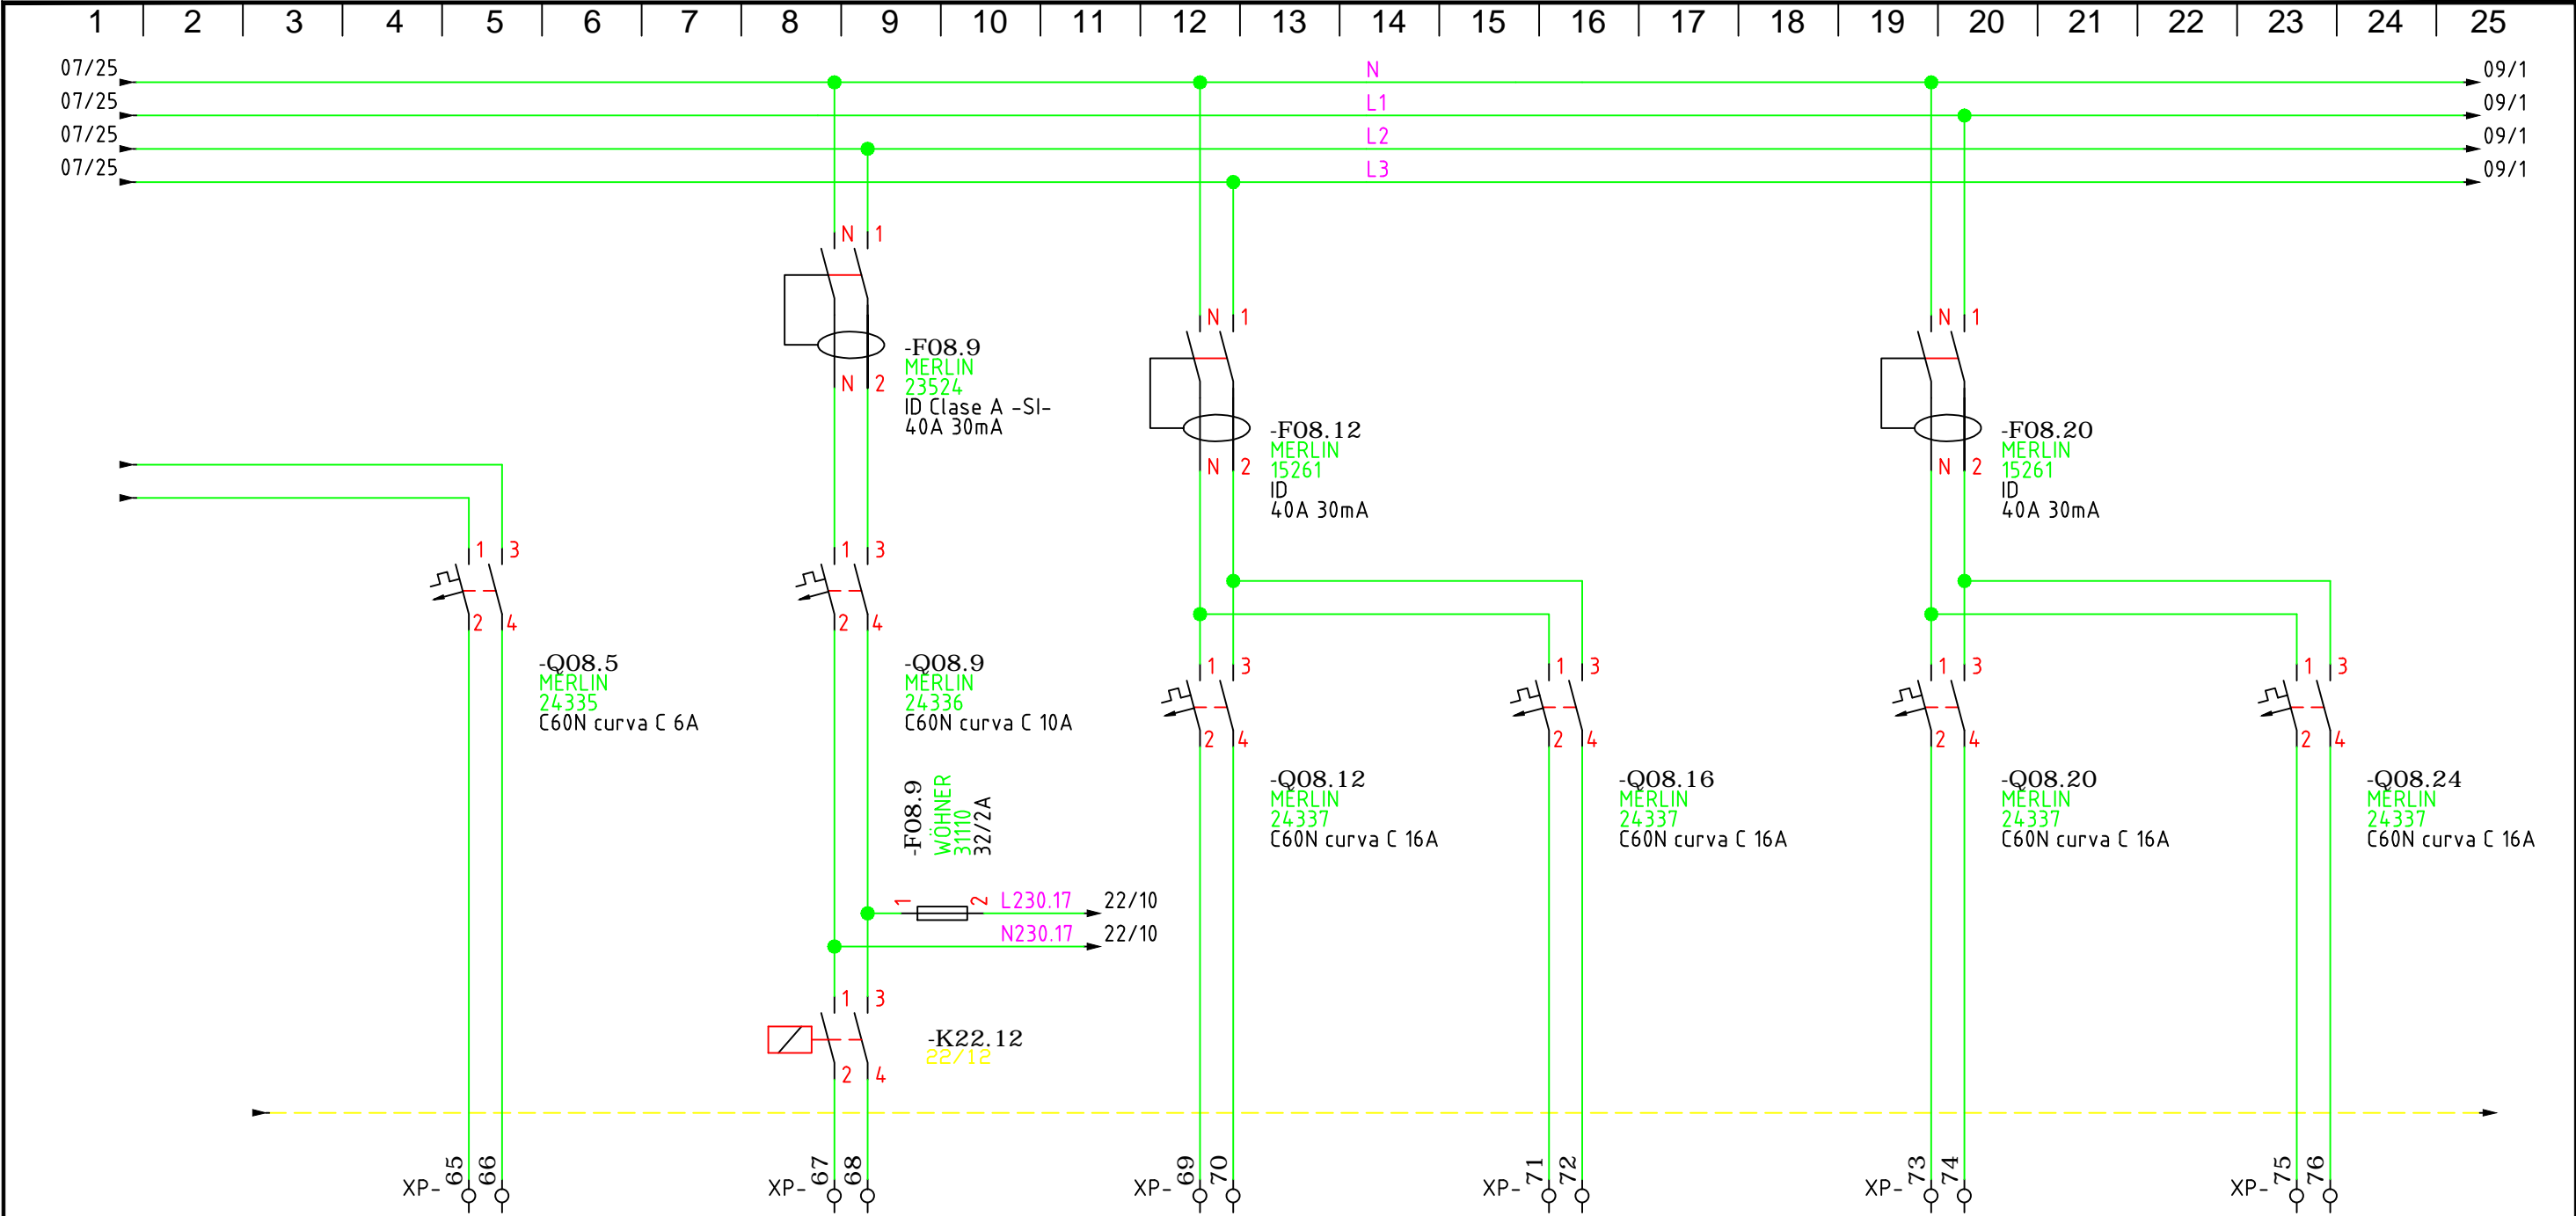 1 2 3 4 5 6 7 8 9 10 11 12 13 14 15 16 17 18 19 20 21 22 23 24 25
07/25 N 09/1
07/25 L1 09/1
07/25 L2 09/1
07/25 L3 09/1
N 1
-F08.9
MERLIN
23524
ID Clase A -SI-
40A 30mA
N 2
N 1
-F08.12
MERLIN
15261
ID
40A 30mA
N 2
N 1
-F08.20
MERLIN
15261
ID
40A 30mA
N 2
1 3
2 4
-Q08.5
MERLIN
24335
C60N curva C 6A
1 3
2 4
-Q08.9
MERLIN
24336
C60N curva C 10A
1 3
2 4
-Q08.12
MERLIN
24337
C60N curva C 16A
1 3
2 4
-Q08.16
MERLIN
24337
C60N curva C 16A
1 3
2 4
-Q08.20
MERLIN
24337
C60N curva C 16A
1 3
2 4
-Q08.24
MERLIN
24337
C60N curva C 16A
-F08.9
WÖHNER
31110
32/2A
1 2 L230.17 22/10
N230.17 22/10
1 3
-K22.12
22/12
2 4
XP- 65 66
XP- 67 68
XP- 69 70
XP- 71 72
XP- 73 74
XP- 75 76